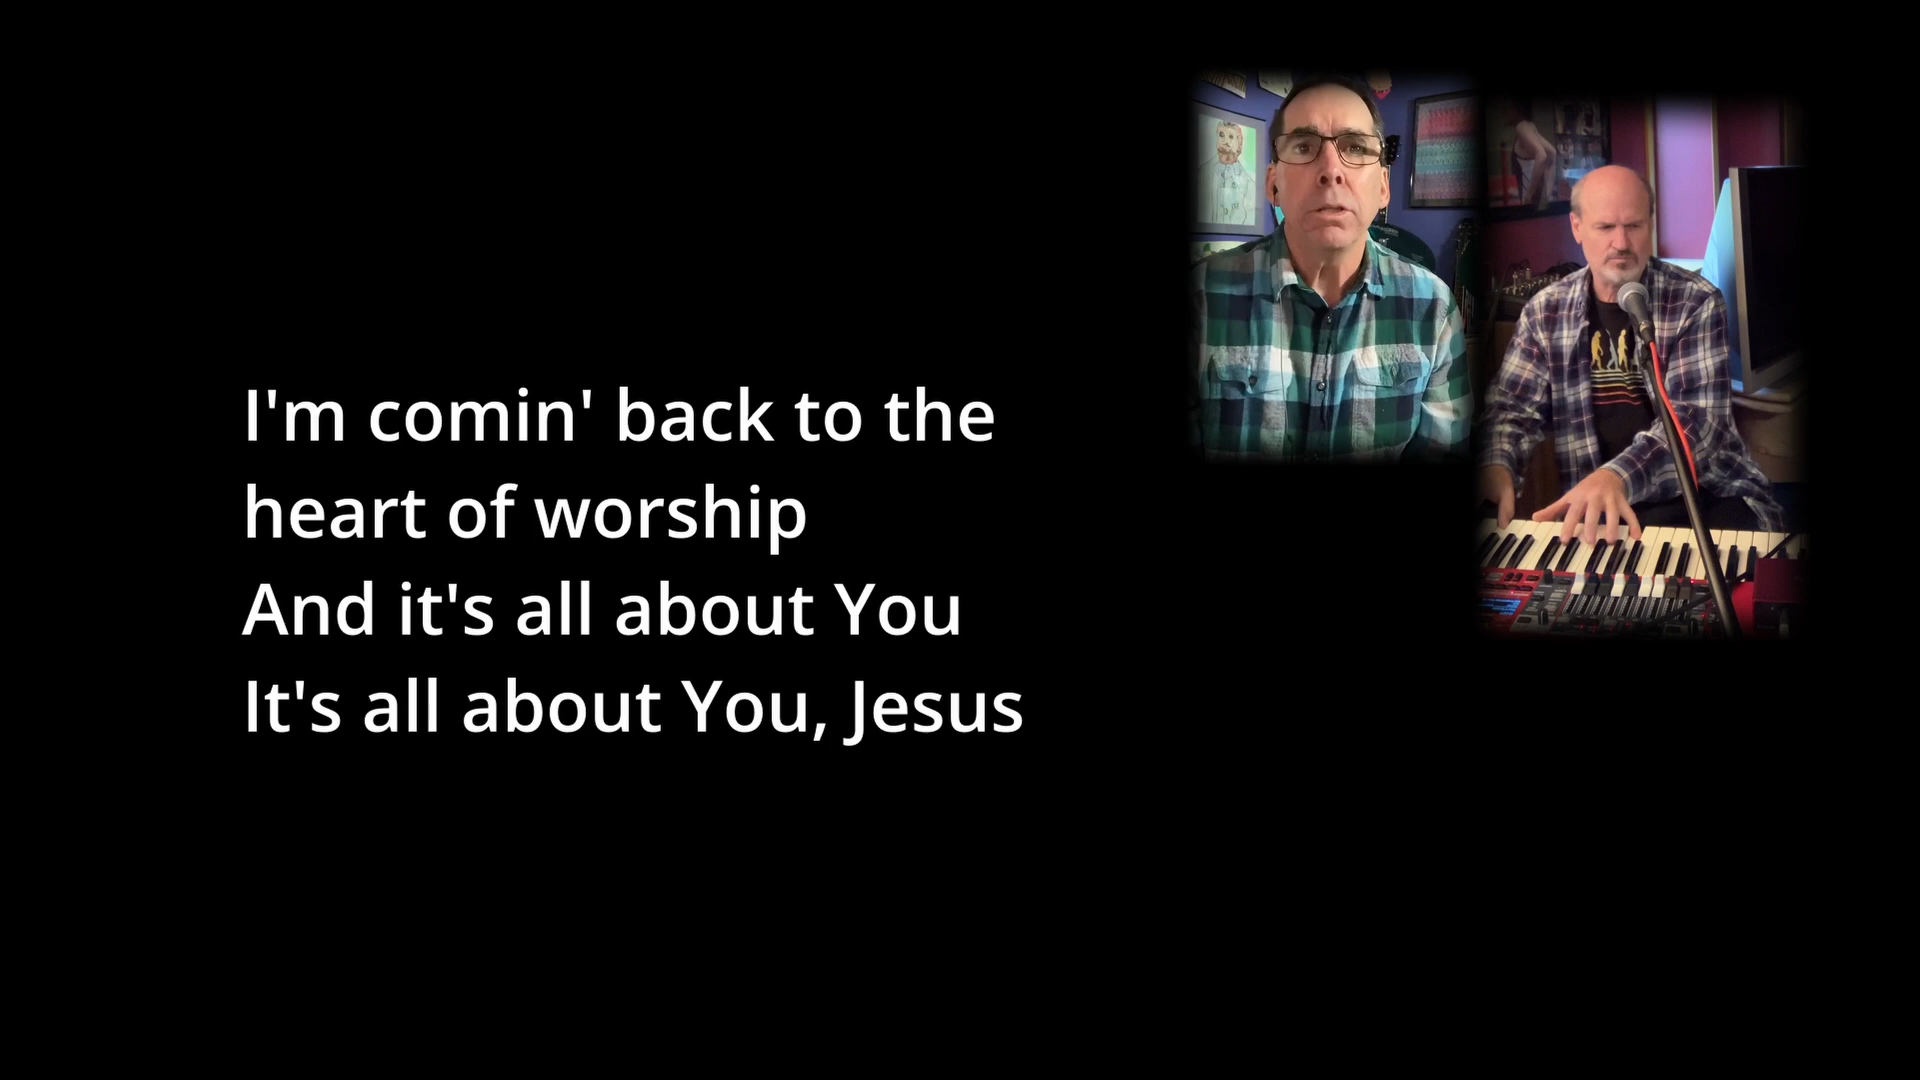 I'm comin' back to the
heart of worship
And it's all about You
It's all about You, Jesus